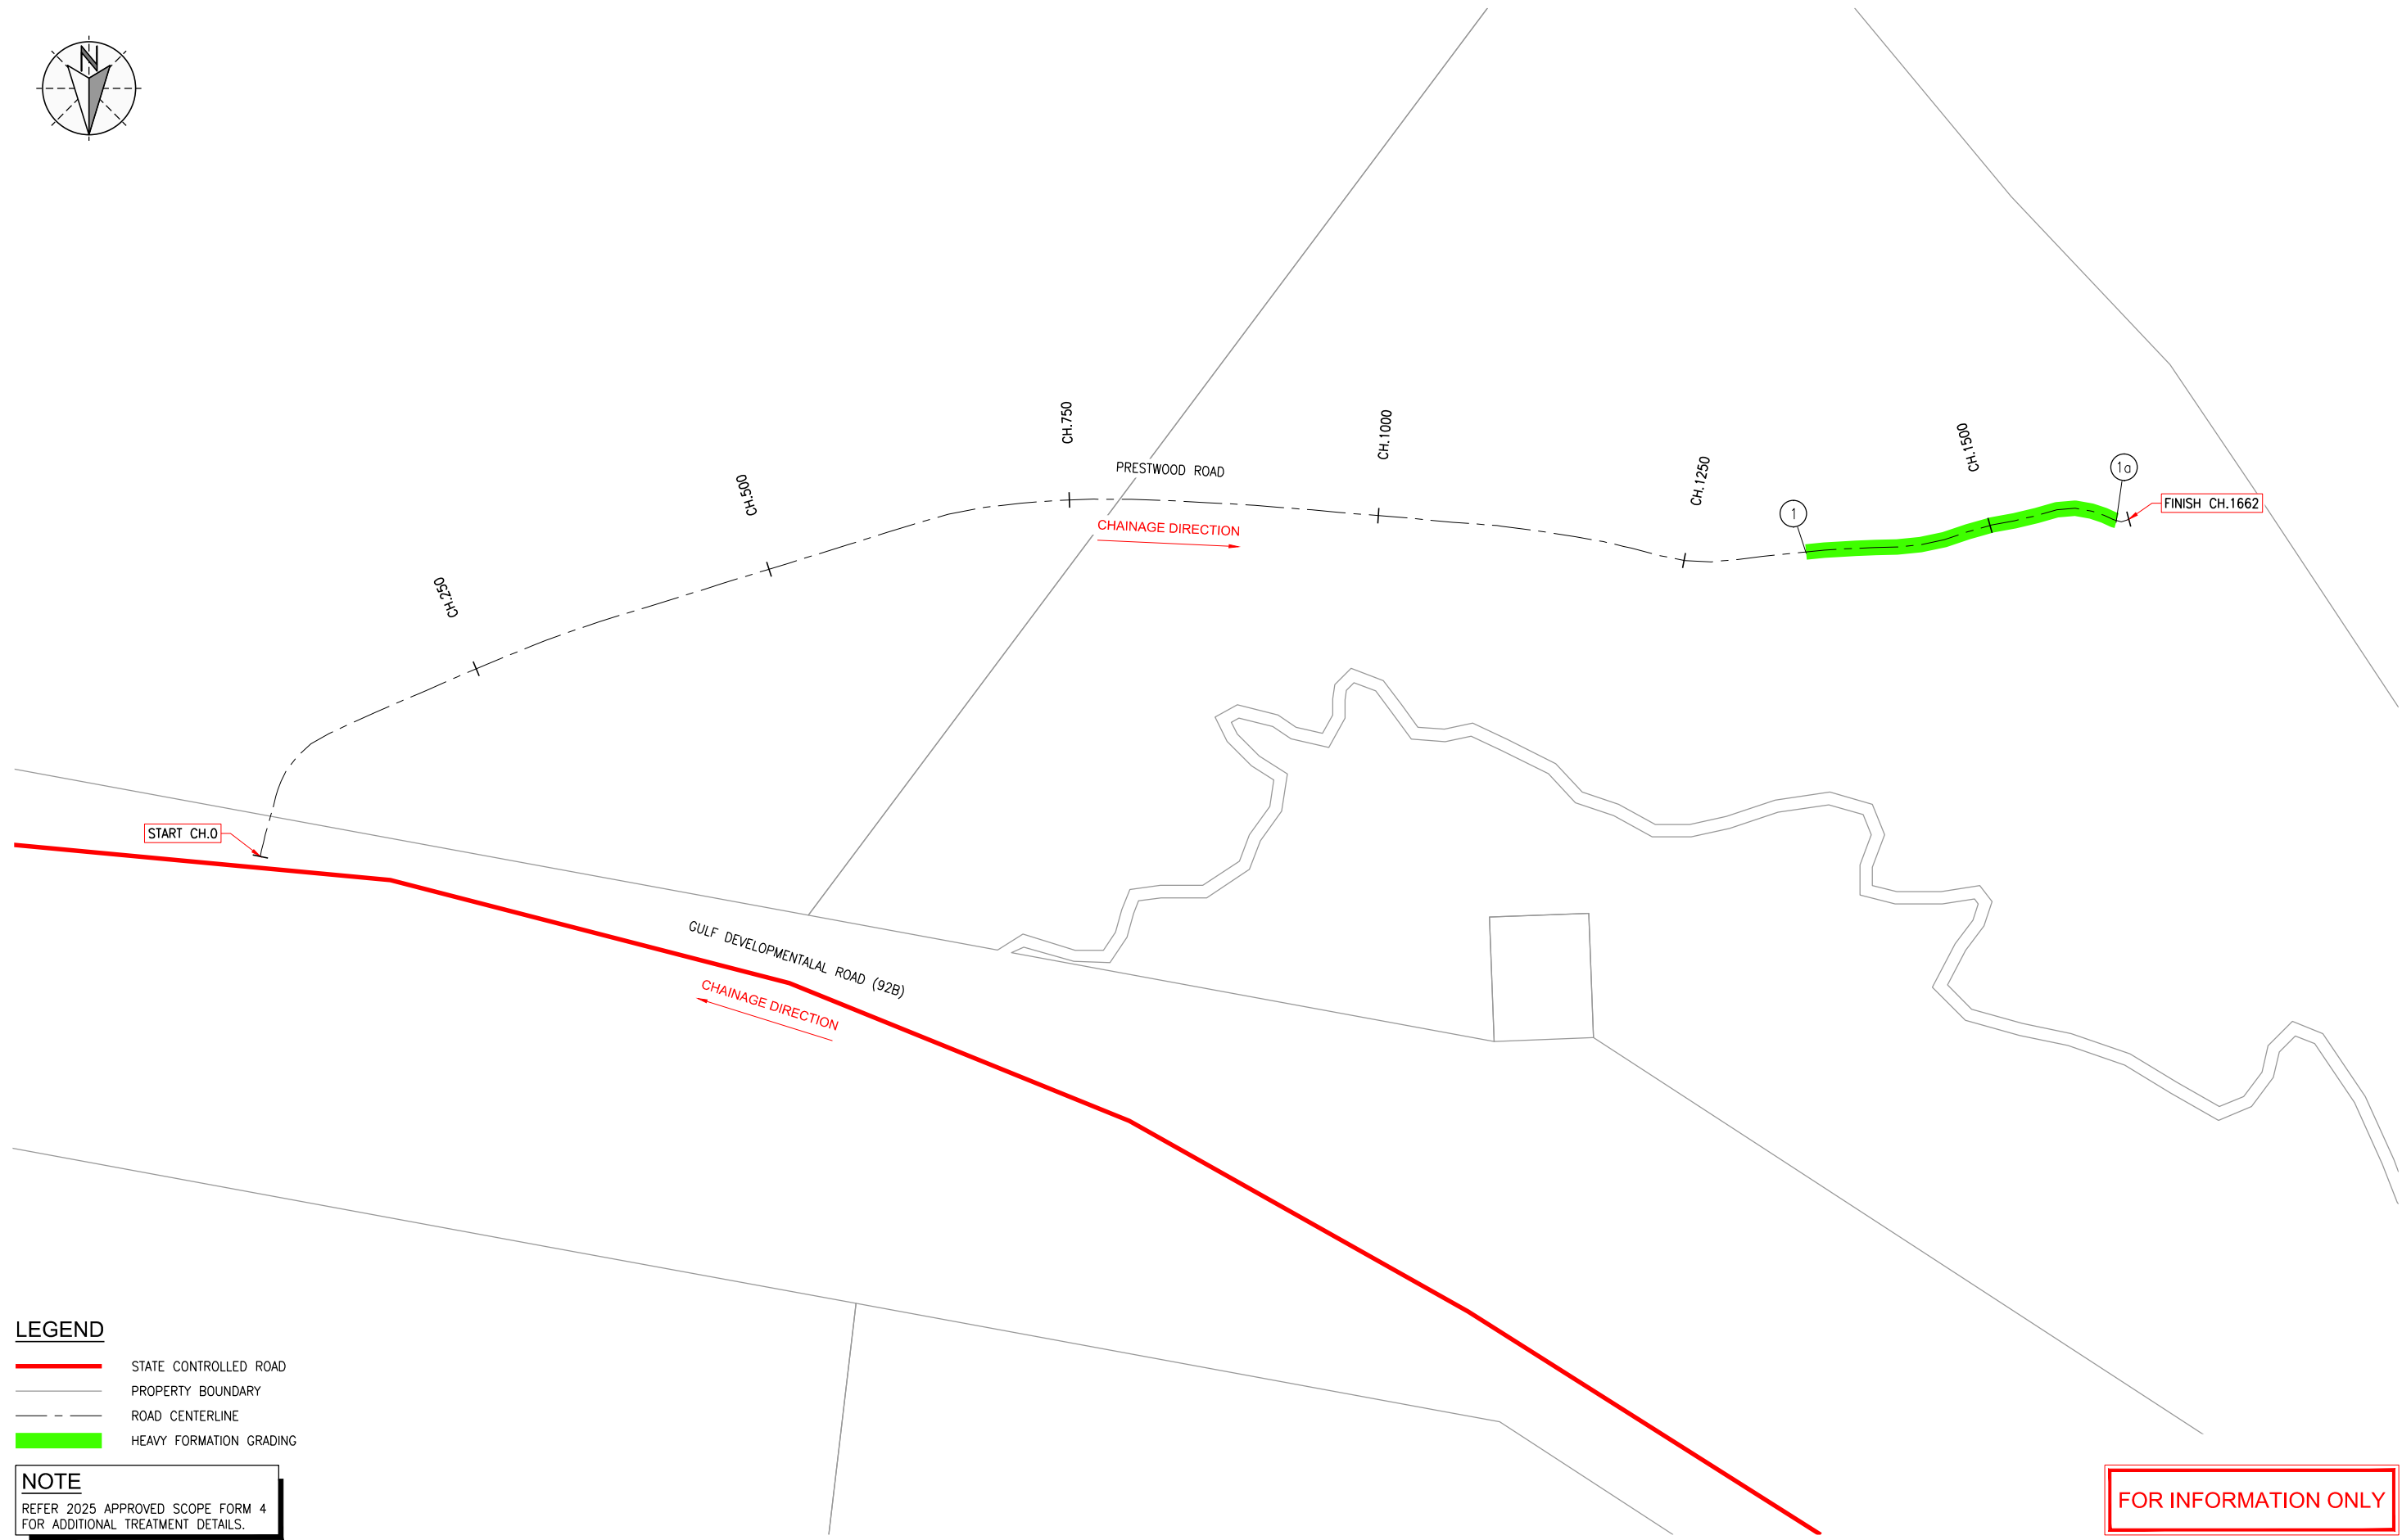 N
CH.750
CH.1000
CH.1500
CH.1250
CH.500
PRESTWOOD ROAD
1a
CHAINAGE DIRECTION
1
FINISH CH.1662
CH.250
START CH.0
GULF DEVELOPMENTALAL ROAD (92B)
CHAINAGE DIRECTION
LEGEND
STATE CONTROLLED ROAD
PROPERTY BOUNDARY
ROAD CENTERLINE
HEAVY FORMATION GRADING
NOTE
REFER 2025 APPROVED SCOPE FORM 4
FOR ADDITIONAL TREATMENT DETAILS.
FOR INFORMATION ONLY